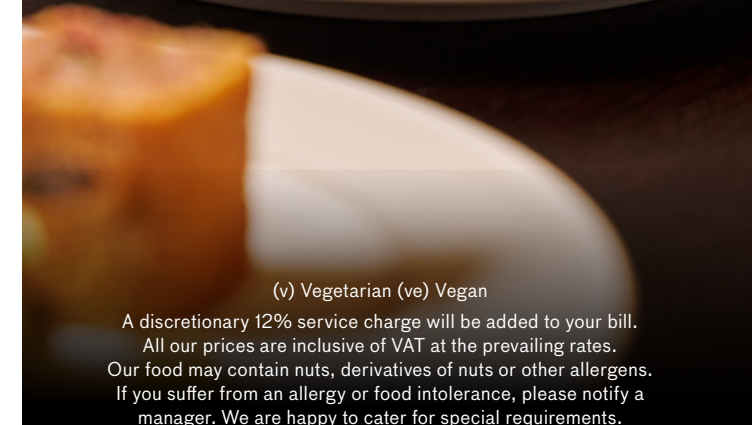 (v) Vegetarian (ve) Vegan
A discretionary 12% service charge will be added to your bill.
All our prices are inclusive of VAT at the prevailing rates.
Our food may contain nuts, derivatives of nuts or other allergens.
If you suffer from an allergy or food intolerance, please notify a
manager. We are happy to cater for special requirements.